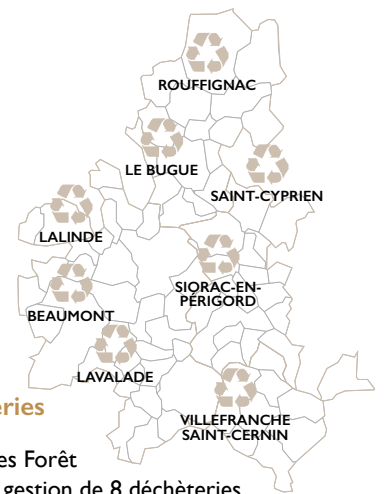 ROUFFIGNAC
LE BUGUE
SAINT-CYPRIEN
LALINDE
SIORAC-EN-
PÉRIGORD
BEAUMONT
LAVALADE
VILLEFRANCHE
SAINT-CERNIN
eries
es Forêt
gestion de 8 déchèteries